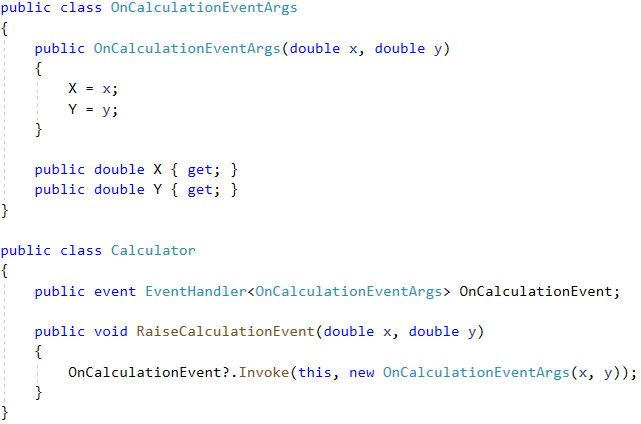 public class OnCalculationEventArgs
{
    public OnCalculationEventArgs(double x, double y)
    {
        X = x;
        Y = y;
    }

    public double X { get; }
    public double Y { get; }
}

public class Calculator
{
    public event EventHandler<OnCalculationEventArgs> OnCalculationEvent;

    public void RaiseCalculationEvent(double x, double y)
    {
        OnCalculationEvent?.Invoke(this, new OnCalculationEventArgs(x, y));
    }
}